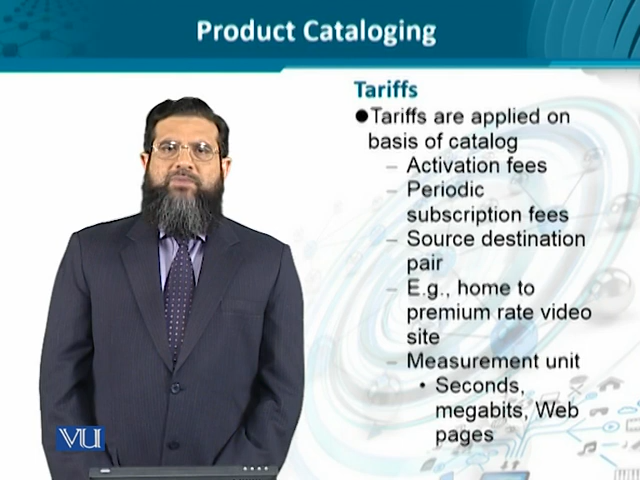 Product Cataloging
Tariffs
●Tariffs are applied on
basis of catalog
– Activation fees
– Periodic
subscription fees
– Source destination
pair
– E.g., home to
premium rate video
site
– Measurement unit
• Seconds,
megabits, Web
pages
VU